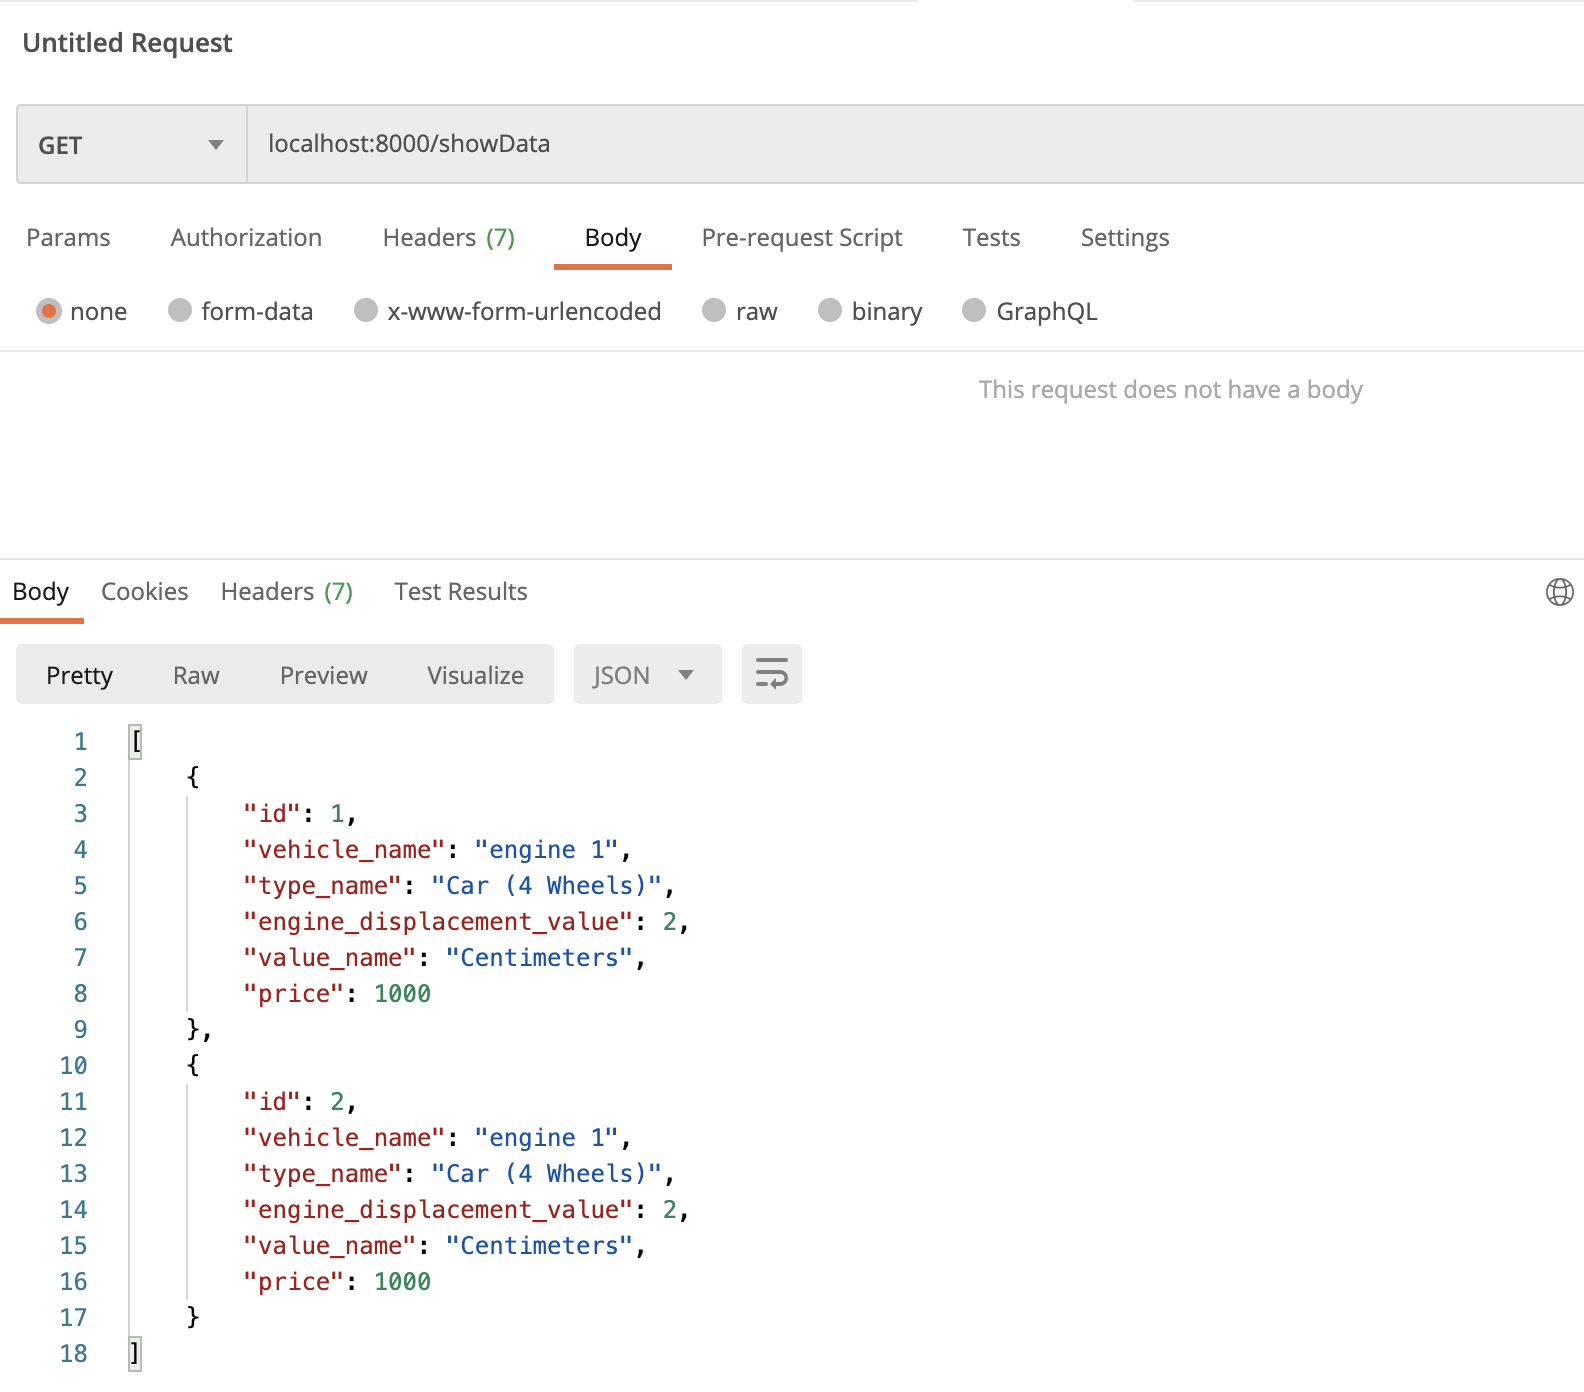 Untitled Request
GET localhost:8000/showData
Params Authorization Headers (7) Body Pre-request Script Tests Settings
none form-data x-www-form-urlencoded raw binary GraphQL
This request does not have a body
Body Cookies Headers (7) Test Results
Pretty Raw Preview Visualize JSON
1 [
2 {
3 "id": 1,
4 "vehicle_name": "engine 1",
5 "type_name": "Car (4 Wheels)",
6 "engine_displacement_value": 2,
7 "value_name": "Centimeters",
8 "price": 1000
9 },
10 {
11 "id": 2,
12 "vehicle_name": "engine 1",
13 "type_name": "Car (4 Wheels)",
14 "engine_displacement_value": 2,
15 "value_name": "Centimeters",
16 "price": 1000
17 }
18 ]